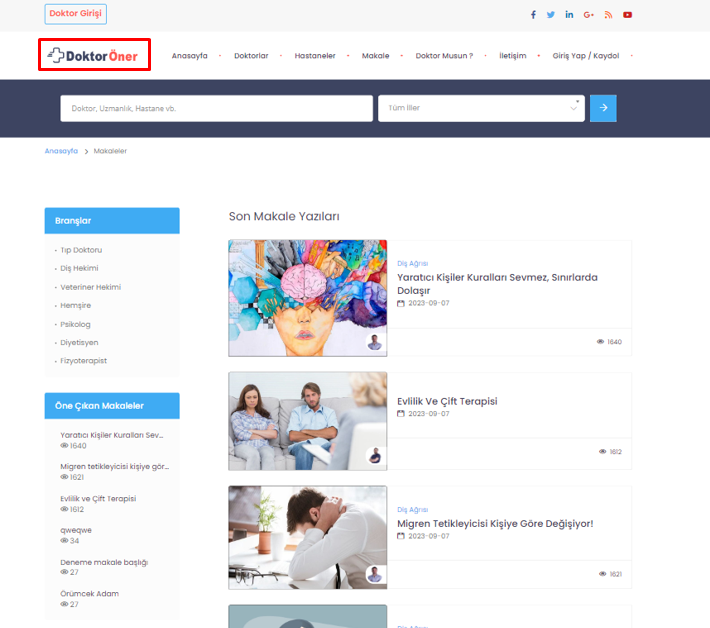 Doktor Girişi
DoktorÖner
Anasayfa
Doktorlar
Hastaneler
Makale
Doktor Musun ?
İletişim
Giriş Yap / Kaydol
Doktor, Uzmanlık, Hastane vb.
Tüm İller
Anasayfa > Makaleler
Branşlar
Tıp Doktoru
Diş Hekimi
Veteriner Hekimi
Hemşire
Psikolog
Diyetisyen
Fizyoterapist
Öne Çıkan Makaleler
Yaratıcı Kişiler Kuralları Sev...
1640
Migren tetikleyicisi kişiye gör...
1621
Evlilik ve Çift Terapisi
1612
qweqwe
34
Deneme makale başlığı
27
Örümcek Adam
27
Son Makale Yazıları
Diş Ağrısı
Yaratıcı Kişiler Kuralları Sevmez, Sınırlarda
Dolaşır
2023-09-07
1640
Evlilik Ve Çift Terapisi
2023-09-07
1612
Diş Ağrısı
Migren Tetikleyicisi Kişiye Göre Değişiyor!
2023-09-07
1621
Diş Ağrısı